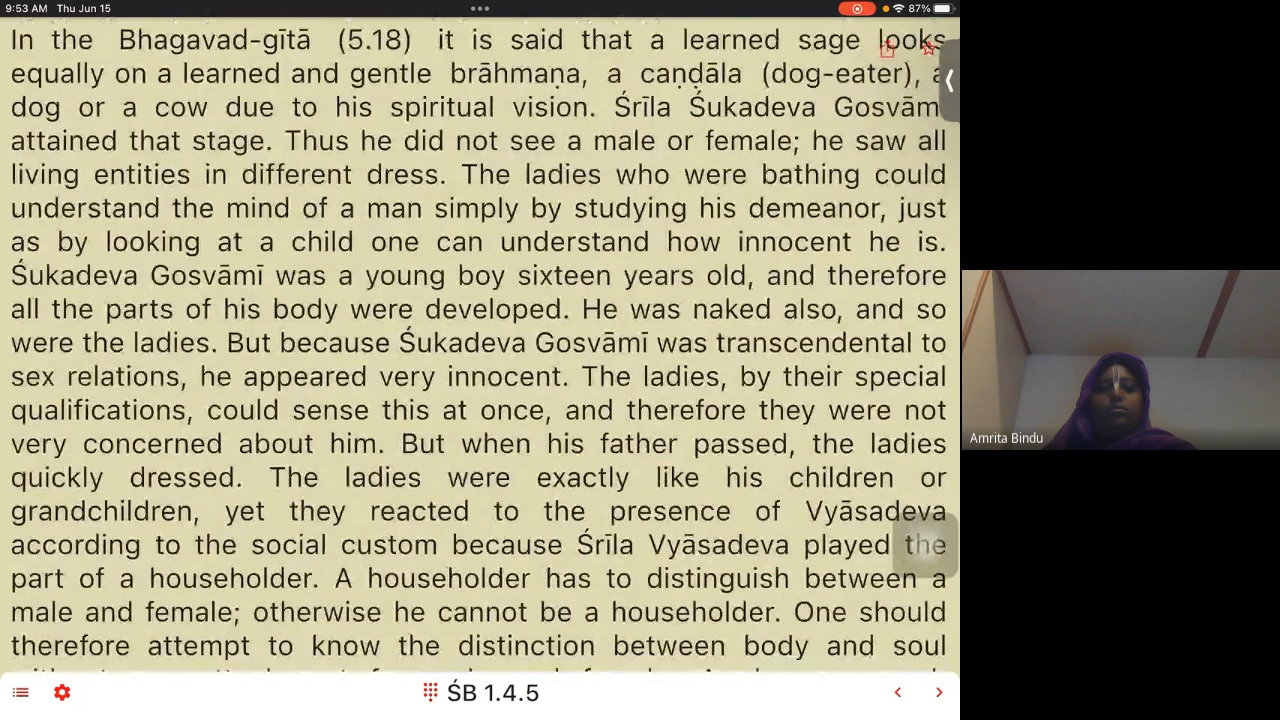 9:53 AM Thu Jun 15
87%
In the Bhagavad-gītā (5.18) it is said that a learned sage looks
equally on a learned and gentle brāhmaṇa, a caṇḍāla (dog-eater), a
dog or a cow due to his spiritual vision. Śrīla Śukadeva Gosvāmī
attained that stage. Thus he did not see a male or female; he saw all
living entities in different dress. The ladies who were bathing could
understand the mind of a man simply by studying his demeanor, just
as by looking at a child one can understand how innocent he is.
Śukadeva Gosvāmī was a young boy sixteen years old, and therefore
all the parts of his body were developed. He was naked also, and so
were the ladies. But because Śukadeva Gosvāmī was transcendental to
sex relations, he appeared very innocent. The ladies, by their special
qualifications, could sense this at once, and therefore they were not
very concerned about him. But when his father passed, the ladies
quickly dressed. The ladies were exactly like his children or
grandchildren, yet they reacted to the presence of Vyāsadeva
according to the social custom because Śrīla Vyāsadeva played the
part of a householder. A householder has to distinguish between a
male and female; otherwise he cannot be a householder. One should
therefore attempt to know the distinction between body and soul
ŚB 1.4.5
Amrita Bindu